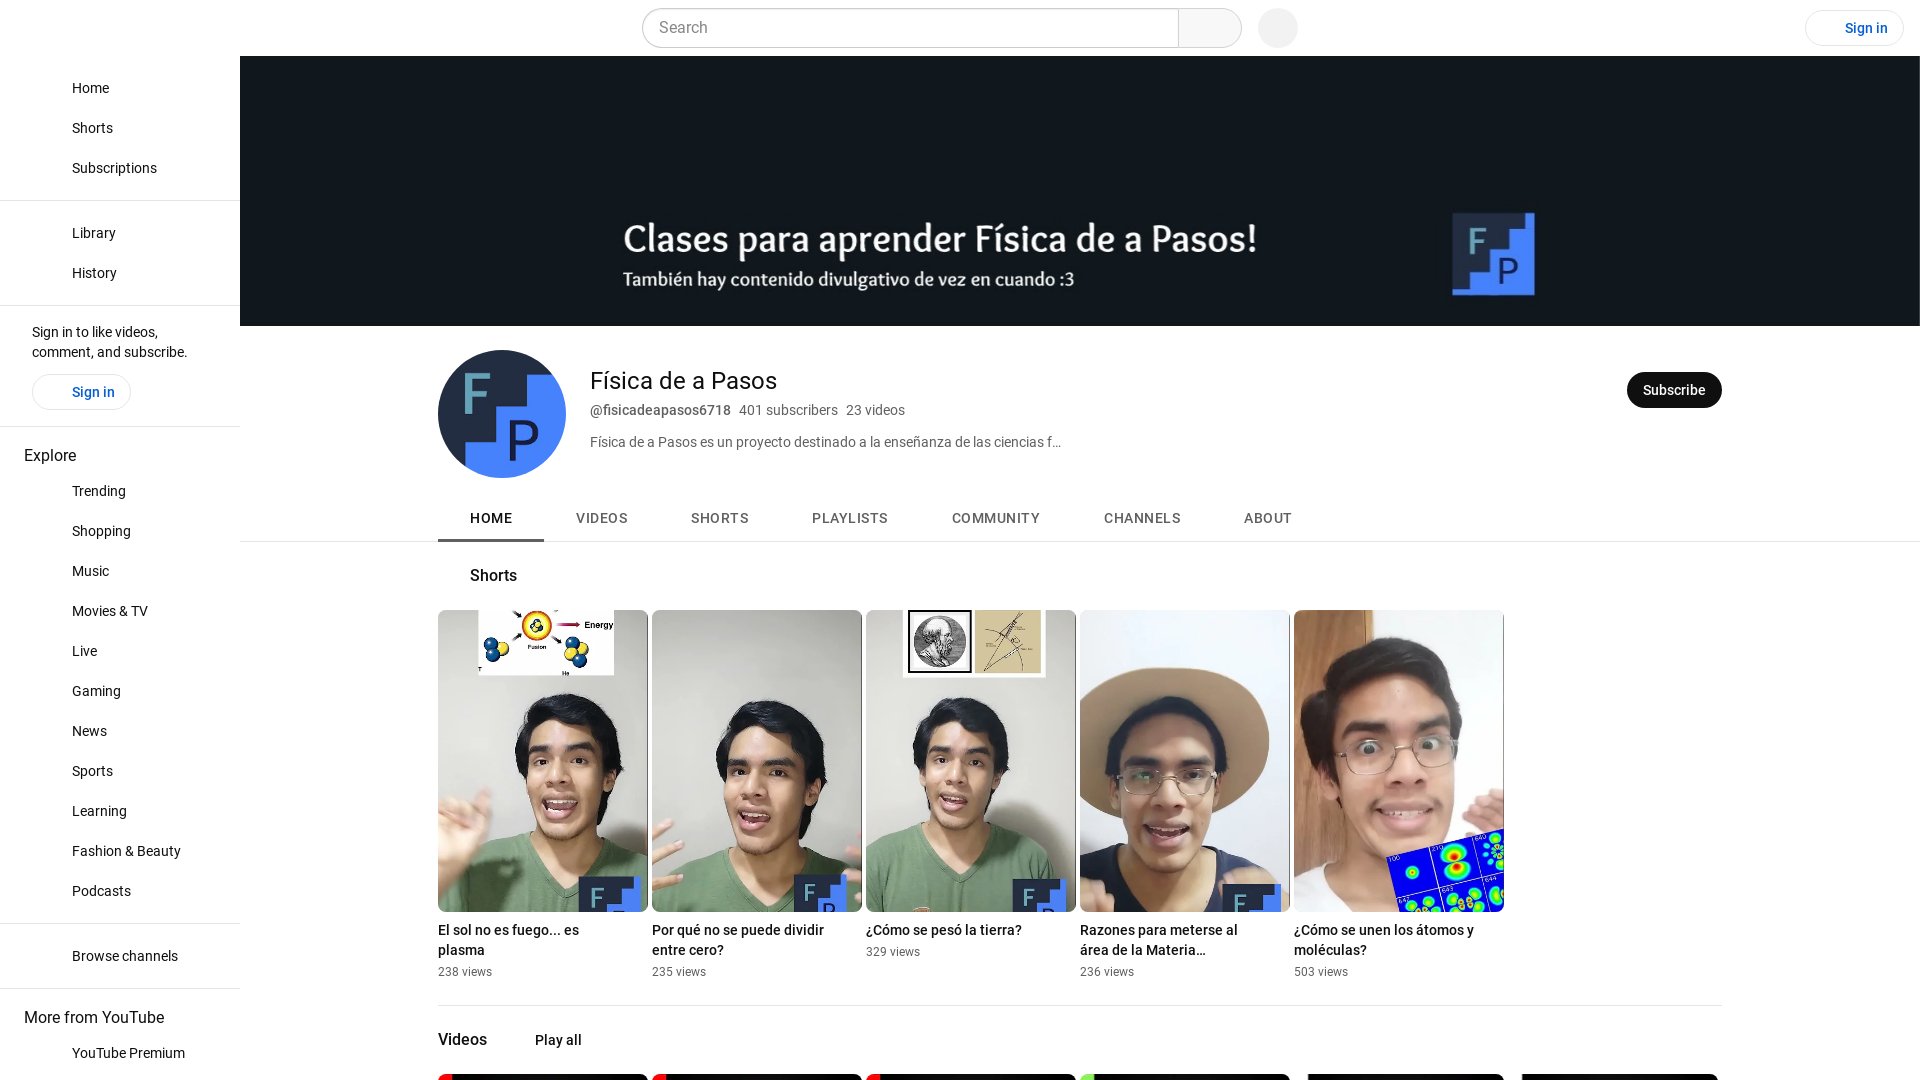 Search
Sign in
Home
Shorts
Subscriptions
Library
History
Sign in to like videos,
comment, and subscribe.
Sign in
Explore
Trending
Shopping
Music
Movies & TV
Live
Gaming
News
Sports
Learning
Fashion & Beauty
Podcasts
Browse channels
More from YouTube
YouTube Premium
Clases para aprender Física de a Pasos!
También hay contenido divulgativo de vez en cuando :3
F
P
F
P
Física de a Pasos
@fisicadeapasos6718 401 subscribers 23 videos
Física de a Pasos es un proyecto destinado a la enseñanza de las ciencias f...
Subscribe
HOME VIDEOS SHORTS PLAYLISTS COMMUNITY CHANNELS ABOUT
Shorts
Energy
Fusion
T
He
F
F
P
F
F
100
210
640
643
644
El sol no es fuego... es
plasma
238 views
Por qué no se puede dividir
entre cero?
235 views
¿Cómo se pesó la tierra?
329 views
Razones para meterse al
área de la Materia...
236 views
¿Cómo se unen los átomos y
moléculas?
503 views
Videos Play all